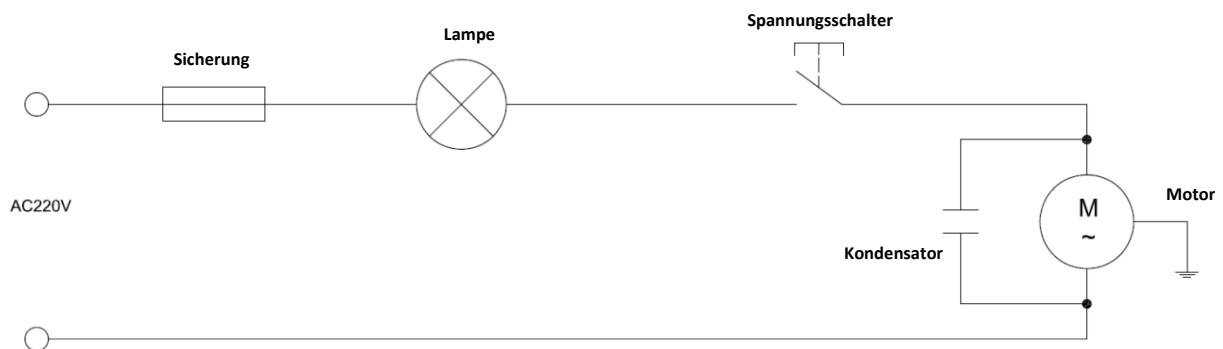 Spannungsschalter
Lampe
Sicherung
AC220V
M
~
Motor
Kondensator